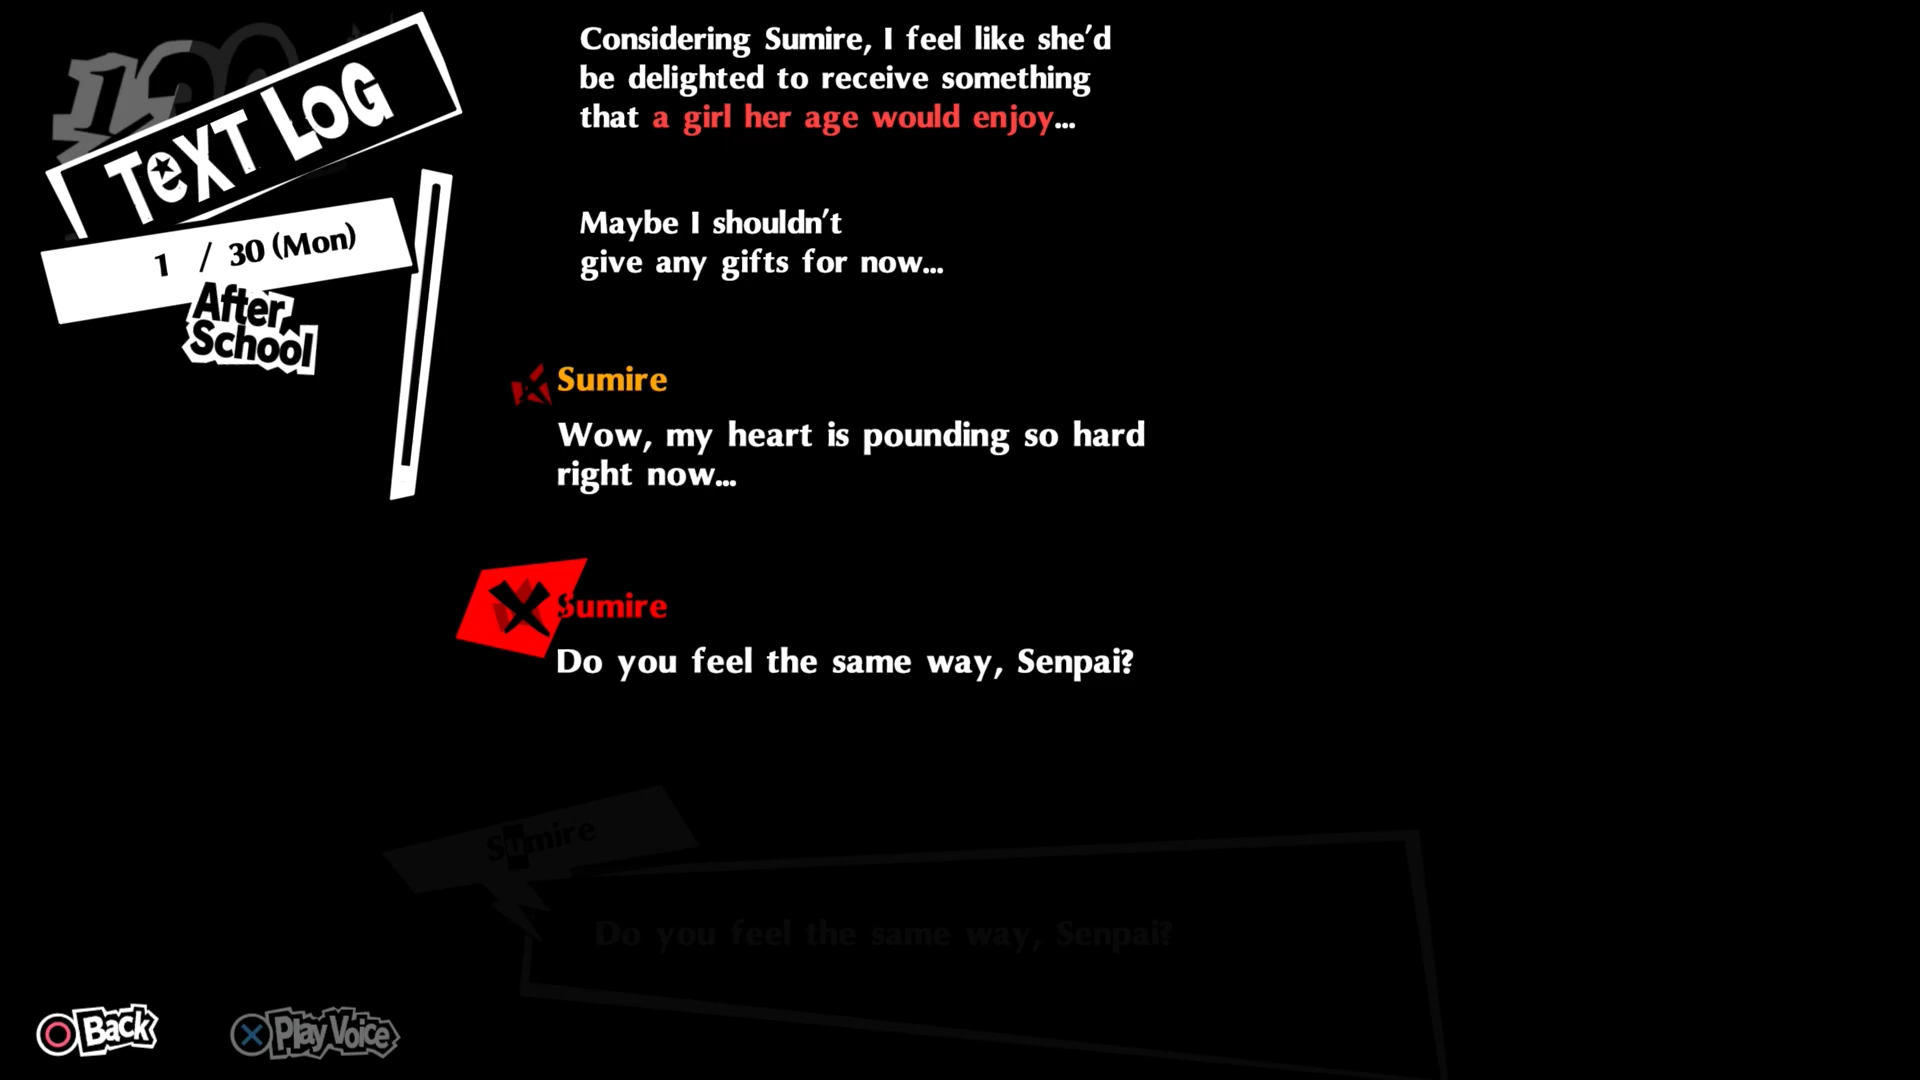 TEXT LOG
1 / 30 (Mon)
After School
Considering Sumire, I feel like she'd
be delighted to receive something
that a girl her age would enjoy...
Maybe I shouldn't
give any gifts for now...
Sumire
Wow, my heart is pounding so hard
right now...
Sumire
Do you feel the same way, Senpai?
Sumire
Do you feel the same way, Senpai?
Back
Play Voice